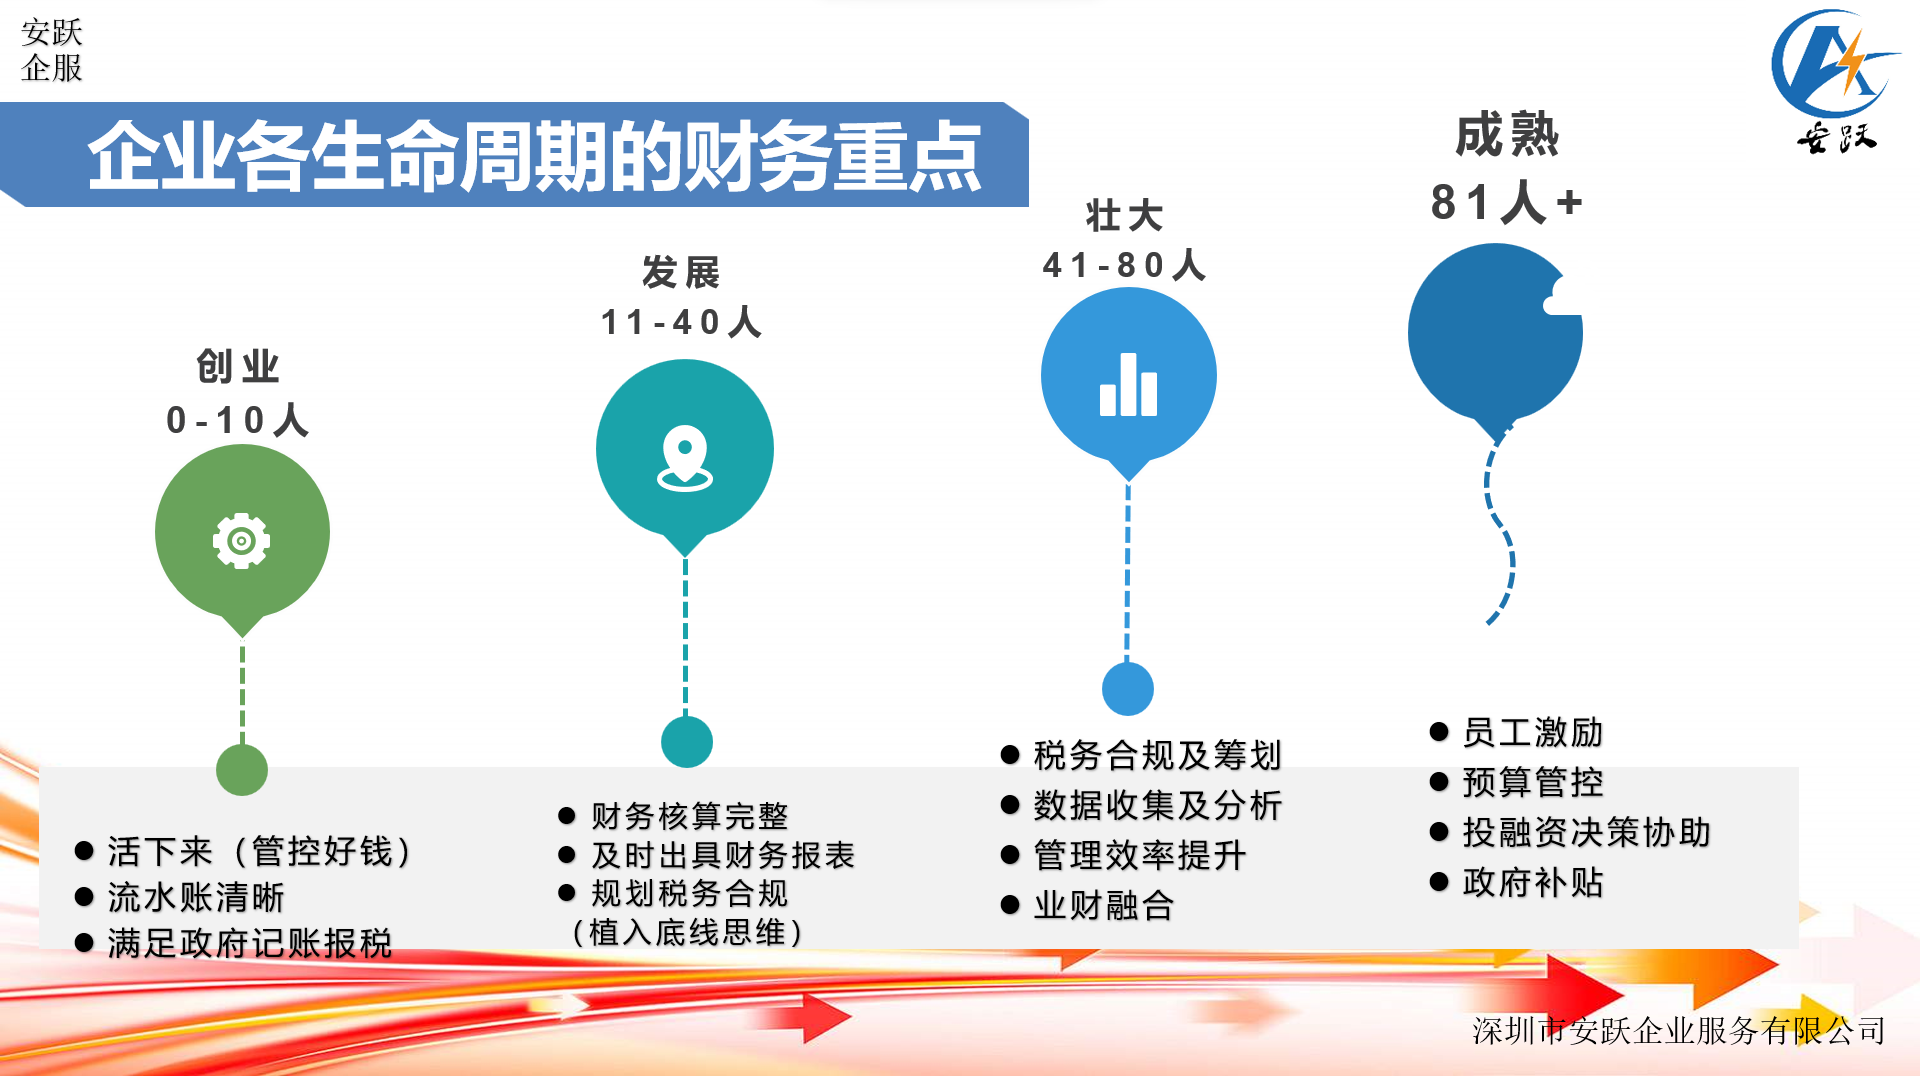 安跃
企服
安跃
企业各生命周期的财务重点
创业
0-10人
发展
11-40人
壮大
41-80人
成熟
81人+
活下来（管控好钱）
流水账清晰
满足政府记账报税
财务核算完整
及时出具财务报表
规划税务合规
（植入底线思维）
税务合规及筹划
数据收集及分析
管理效率提升
业财融合
员工激励
预算管控
投融资决策协助
政府补贴
深圳市安跃企业服务有限公司